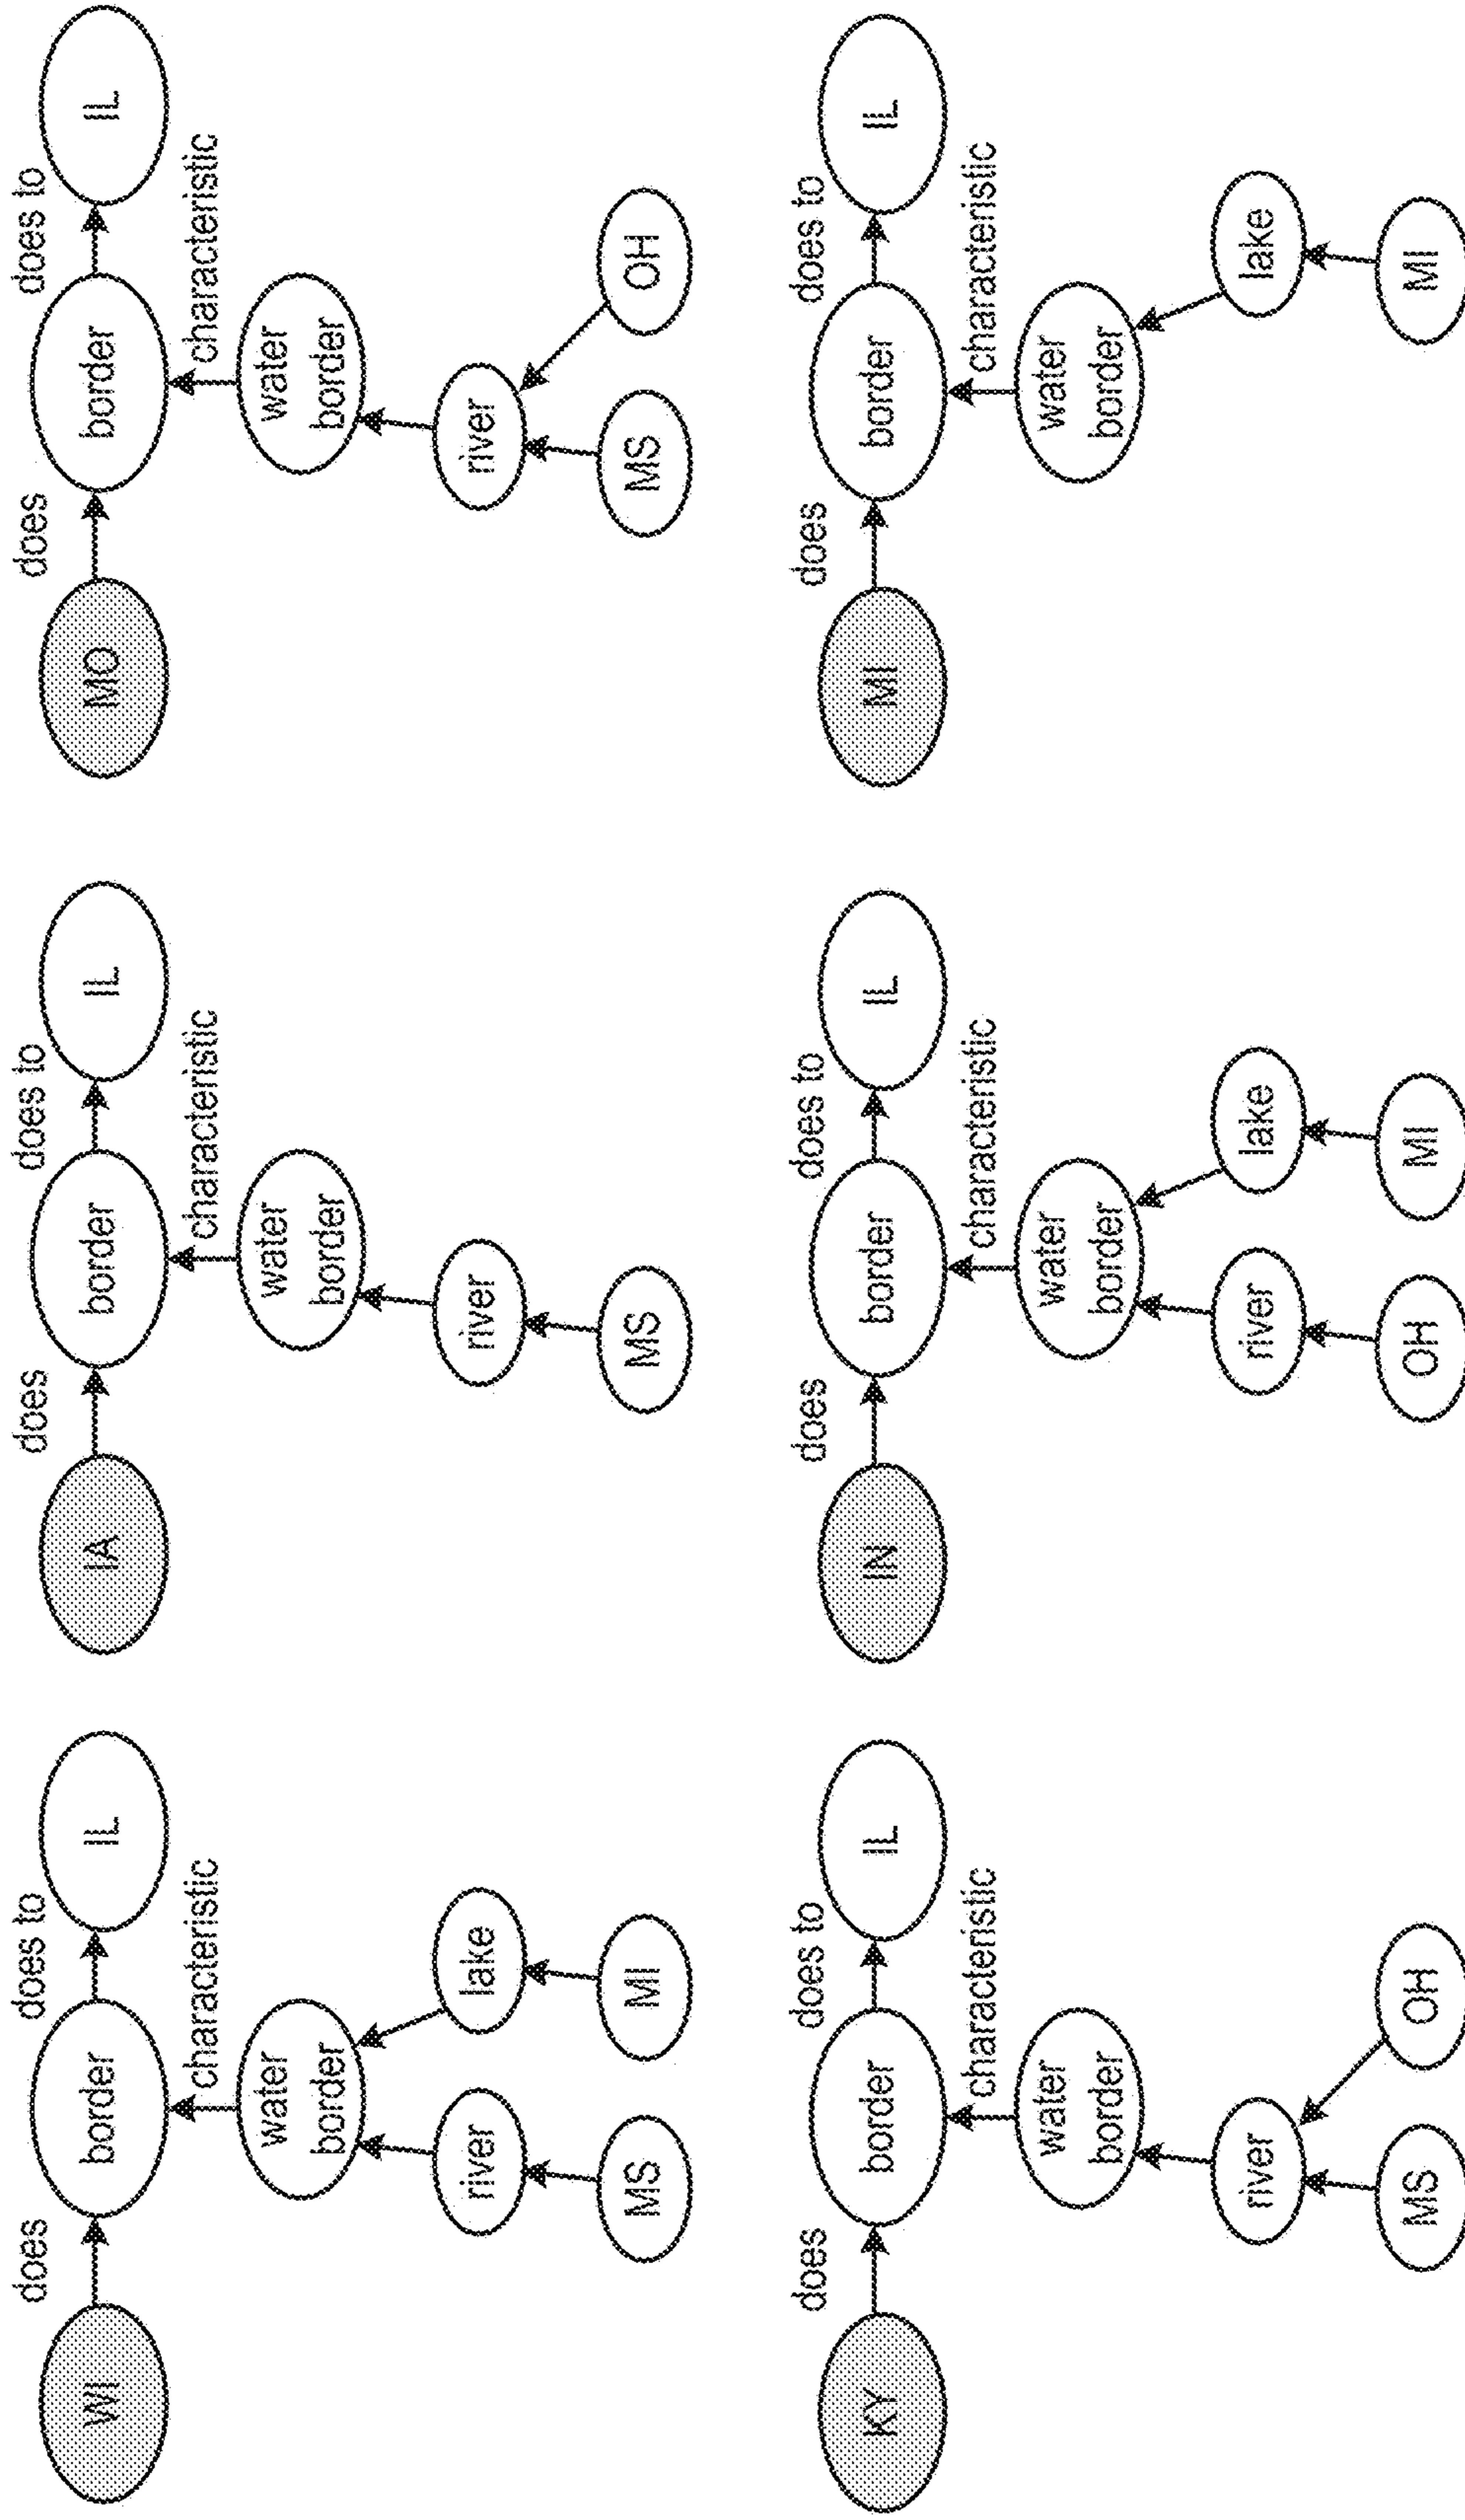 does
does to
WI
border
IL
characteristic
water
border
river
lake
MS
MI
does
does to
IA
border
IL
characteristic
water
border
river
MS
does
does to
MO
border
IL
characteristic
water
border
river
MS
OH
does
does to
KY
border
IL
characteristic
water
border
river
MS
OH
does
does to
IN
border
IL
characteristic
water
border
river
lake
OH
MI
does
does to
MI
border
IL
characteristic
water
border
lake
MI